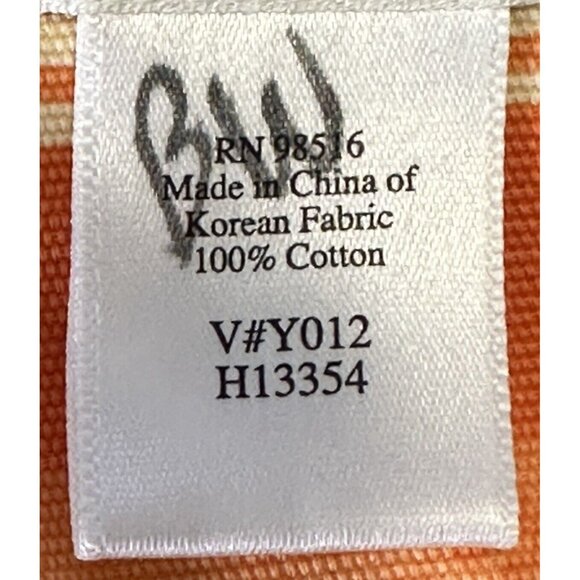 BW
RN 98516
Made in China of
Korean Fabric
100% Cotton
V#Y012
H13354